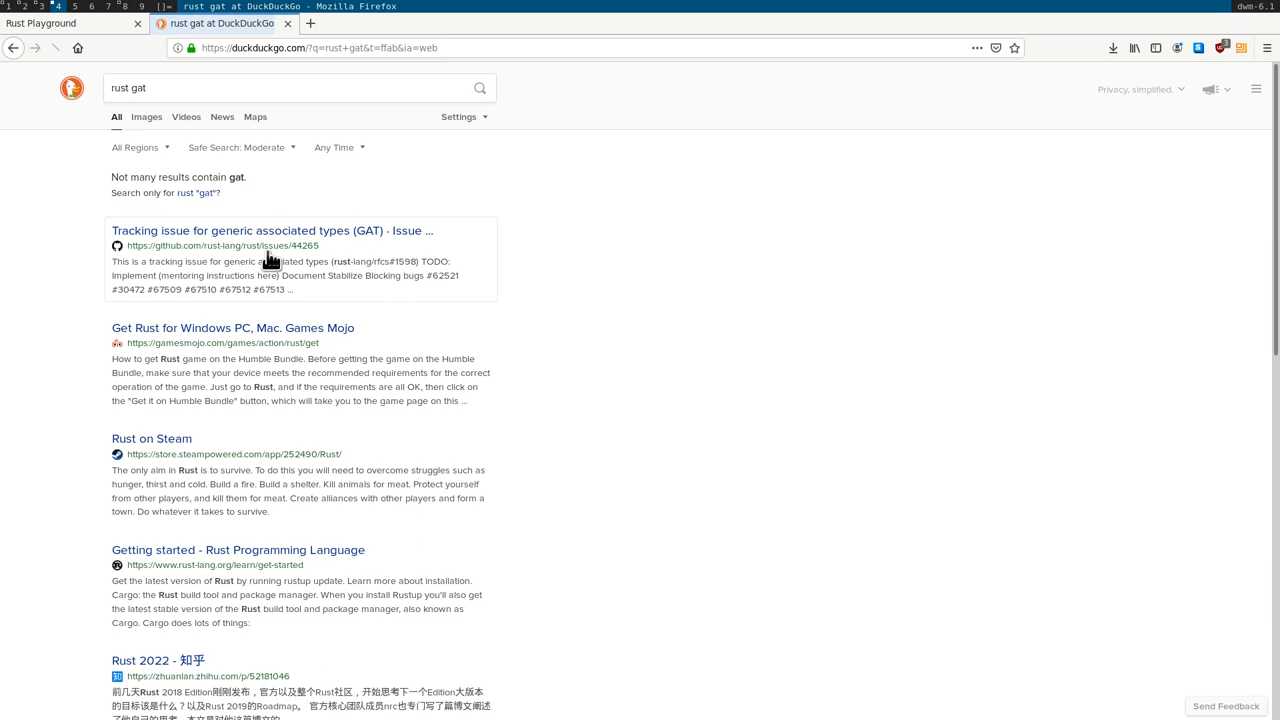 1 2 3 4 5 6 7 8 9 []= rust gat at DuckDuckGo - Mozilla Firefox dwm-6.1
Rust Playground × rust gat at DuckDuckGo × +
https://duckduckgo.com/?q=rust+gat&t=ffab&ia=web 3
rust gat
Privacy, simplified.
All Images Videos News Maps Settings
All Regions Safe Search: Moderate Any Time
Not many results contain gat.
Search only for rust "gat"?
Tracking issue for generic associated types (GAT) · Issue ...
https://github.com/rust-lang/rust/issues/44265
This is a tracking issue for generic iated types (rust-lang/rfcs#1598) TODO:
Implement (mentoring instructions here) Document Stabilize Blocking bugs #62521
#30472 #67509 #67510 #67512 #67513 ...
Get Rust for Windows PC, Mac. Games Mojo
https://gamesmojo.com/games/action/rust/get
How to get Rust game on the Humble Bundle. Before getting the game on the Humble
Bundle, make sure that your device meets the recommended requirements for the correct
operation of the game. Just go to Rust, and if the requirements are all OK, then click on
the "Get it on Humble Bundle" button, which will take you to the game page on this ...
Rust on Steam
https://store.steampowered.com/app/252490/Rust/
The only aim in Rust is to survive. To do this you will need to overcome struggles such as
hunger, thirst and cold. Build a fire. Build a shelter. Kill animals for meat. Protect yourself
from other players, and kill them for meat. Create alliances with other players and form a
town. Do whatever it takes to survive.
Getting started - Rust Programming Language
https://www.rust-lang.org/learn/get-started
Get the latest version of Rust by running rustup update. Learn more about installation.
Cargo: the Rust build tool and package manager. When you install Rustup you'll also get
the latest stable version of the Rust build tool and package manager, also known as
Cargo. Cargo does lots of things:
Rust 2022 - 知乎
知 https://zhuanlan.zhihu.com/p/52181046
前几天Rust 2018 Edition刚刚发布，官方以及整个Rust社区，开始思考下一个Edition大版本
的目标该是什么？以及Rust 2019的Roadmap。 官方核心团队成员nrc也专门写了篇博文阐述
Send Feedback